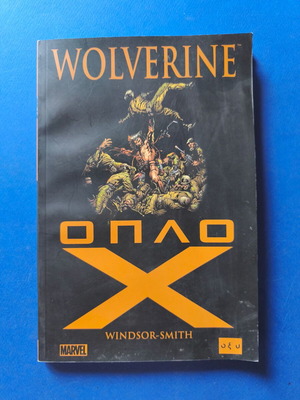 WOLVERINE
ΟΠΛΟ
X
WINDSOR-SMITH
MARVEL